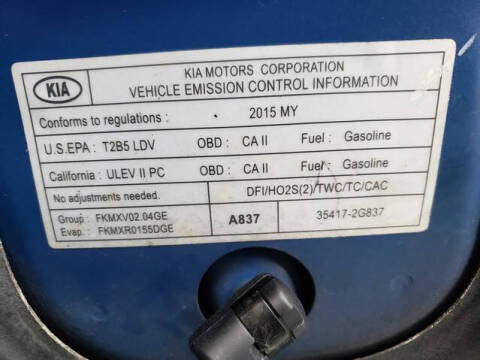 KIA
KIA MOTORS CORPORATION
VEHICLE EMISSION CONTROL INFORMATION
Conforms to regulations : 2015 MY
U.S.EPA : T2B5 LDV OBD : CA II Fuel : Gasoline
California : ULEV II PC OBD : CA II Fuel : Gasoline
No adjustments needed. DFI/HO2S(2)/TWC/TC/CAC
Group : FKMXV02.04GE
Evap. : FKMXR0155DGE
A837
35417-2G837